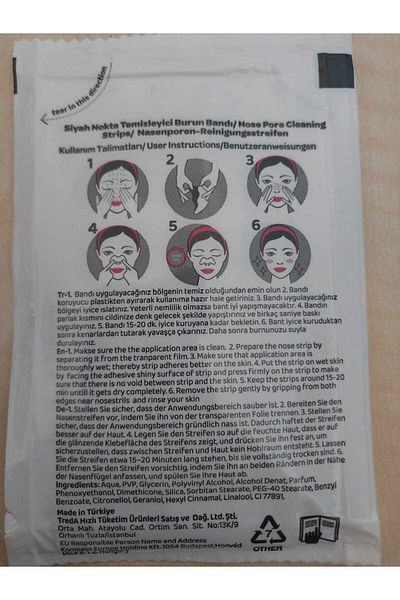 tear in this direction
Siyah Nokta Temizleyici Burun Bandı/ Nose Pore Cleaning
Strips/ Nasenporen-Reinigungsstreifen
Kullanım Talimatları/ User Instructions/Benutzeranweisungen
1 2 3
4 5 6
Tr-1. Bandı uygulayacağınız bölgenin temiz olduğundan emin olun 2. Bandı
koruyucu plastikten ayırarak kullanıma hazır hale getiriniz. 3. Bandı uygulayacağınız
bölgeyi iyice ıslatınız. Yeterli nemlilik olmazsa bant iyi yapışmayacaktır. 4. Bandın
parlak kısmını cildinize denk gelecek şekilde yapıştırınız ve birkaç saniye baskı
uygulayınız. 5. Bandı 15-20 dk. iyice kuruyana kadar bekletin. 6. Bant iyice kuruduktan
sonra kenarlardan tutarak yavaşça çıkarın. Daha sonra burnunuzu suyla
durulayınız.
En-1. Makse sure the the application area is clean. 2. Prepare the nose strip by
separating it from the tranparent film. 3. Make sure that application area is
thoroughly wet; thereby strip adheres better on the skin. 4. Put the strip on wet skin
by facing the adhesive shiny surface of strip and press firmly on the strip to make
sure that there is no void between strip and the skin. 5. Keep the strips around 15-20
min untill it gets dry completely. 6. Remove the strip gently by gripping from both
edges near nosestrils and rinse your skin
De-1. Stellen Sie sicher, dass der Anwendungsbereich sauber ist. 2. Bereiten Sie den
Nasenstreifen vor, indem Sie ihn von der transparenten Folie trennen. 3. Stellen Sie
sicher, dass der Anwendungsbereich gründlich nass ist. Dadurch haftet der Streifen
besser auf der Haut. 4. Legen Sie den Streifen so auf die feuchte Haut, dass er auf
die glänzende Klebefläche des Streifens zeigt, und drücken Sie ihn fest an, um
sicherzustellen, dass zwischen Streifen und Haut kein Hohlraum entsteht. 5. Lassen
Sie die Streifen etwa 15-20 Minuten lang stehen, bis sie vollständig trocken sind. 6.
Entfernen Sie den Streifen vorsichtig, indem Sie ihn an beiden Rändern in der Nähe
der Nasenflügel anfassen, und spülen Sie Ihre Haut ab.
Ingredients: Aqua, PVP, Glycerin, Polyvinyl Alcohol, Alcohol Denat, Parfum,
Phenoxyethanol, Dimethicone, Silica, Sorbitan Stearate, PEG-40 Stearate, Benzyl
Benzoate, Citronellol, Geraniol, Hexyl Cinnamal, Linalool, CI 77891.
Made in Türkiye
Treda Hızlı Tüketim Ürünleri Satış ve Dağ. Ltd. Şti.
Orta Mah. Atayolu Cad. Ortim San. Sit. No:13K/9
Orhanlı Tuzla/İstanbul
EU Responsible Person Name and Address
Kompass Europe Holding Kft. 1054 Budapest,Honvéd
7
OTHER